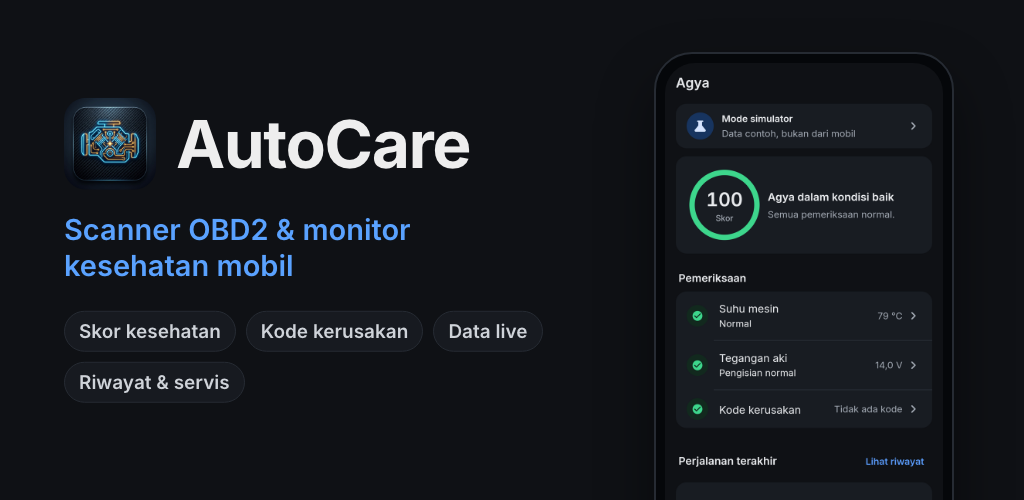 AutoCare
Scanner OBD2 & monitor
kesehatan mobil
Skor kesehatan
Kode kerusakan
Data live
Riwayat & servis
Agya
Mode simulator
Data contoh, bukan dari mobil
100
Skor
Agya dalam kondisi baik
Semua pemeriksaan normal.
Pemeriksaan
Suhu mesin
Normal
79 °C
Tegangan aki
Pengisian normal
14,0 V
Kode kerusakan
Tidak ada kode
Perjalanan terakhir
Lihat riwayat